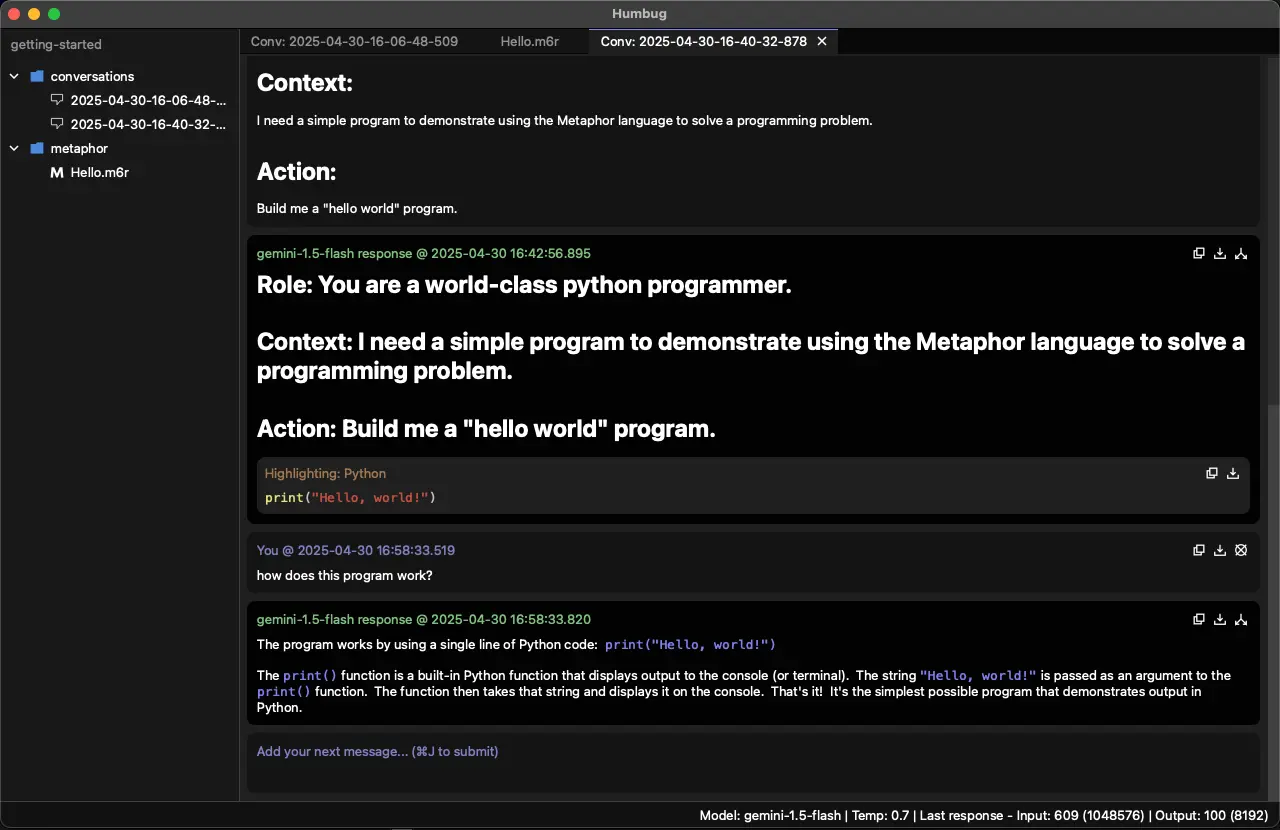 Humbug
getting-started
conversations
2025-04-30-16-06-48-...
2025-04-30-16-40-32-...
metaphor
M Hello.m6r
Conv: 2025-04-30-16-06-48-509
Hello.m6r
Conv: 2025-04-30-16-40-32-878
Context:
I need a simple program to demonstrate using the Metaphor language to solve a programming problem.
Action:
Build me a "hello world" program.
gemini-1.5-flash response @ 2025-04-30 16:42:56.895
Role: You are a world-class python programmer.
Context: I need a simple program to demonstrate using the Metaphor language to solve a
programming problem.
Action: Build me a "hello world" program.
Highlighting: Python
print("Hello, world!")
You @ 2025-04-30 16:58:33.519
how does this program work?
gemini-1.5-flash response @ 2025-04-30 16:58:33.820
The program works by using a single line of Python code: print("Hello, world!")
The print() function is a built-in Python function that displays output to the console (or terminal). The string "Hello, world!" is passed as an argument to the
print() function. The function then takes that string and displays it on the console. That's it! It's the simplest possible program that demonstrates output in
Python.
Add your next message... (⌘J to submit)
Model: gemini-1.5-flash | Temp: 0.7 | Last response - Input: 609 (1048576) | Output: 100 (8192)